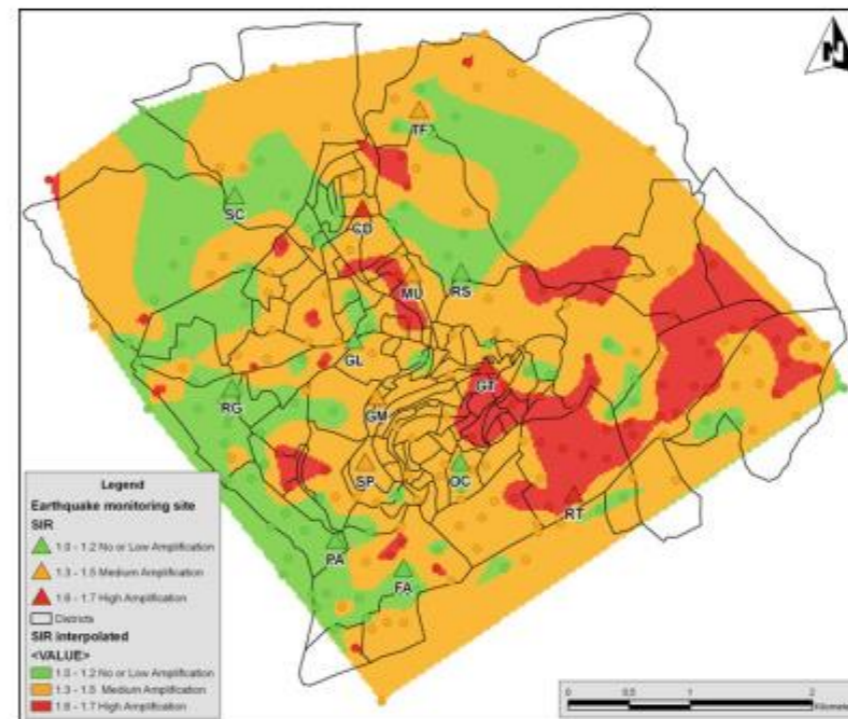 N
TF
SC
CD
MU
RS
GL
GT
RG
GM
SP
OC
RT
PA
FA
Legend
Earthquake monitoring site
SIR
1.0 - 1.2 No or Low Amplification
1.3 - 1.5 Medium Amplification
1.6 - 1.7 High Amplification
Districts
SIR interpolated
<VALUE>
1.0 - 1.2 No or Low Amplification
1.3 - 1.5 Medium Amplification
1.6 - 1.7 High Amplification
0 0,5 1 2
Kilometer